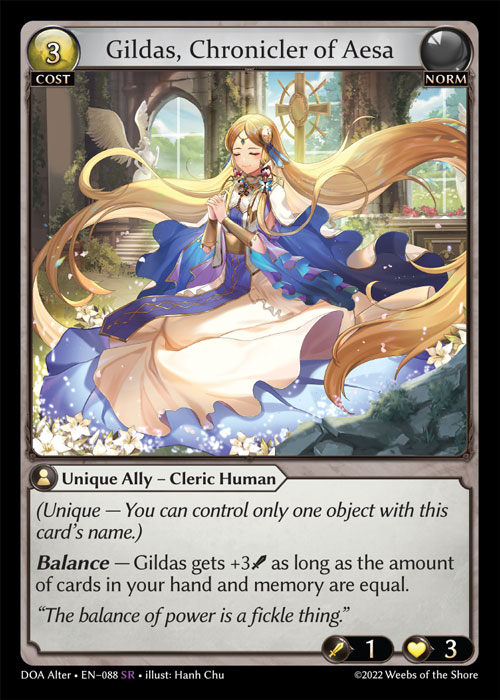 3
Gildas, Chronicler of Aesa
COST
NORM
Unique Ally – Cleric Human
(Unique — You can control only one object with this
card's name.)
Balance — Gildas gets +3 as long as the amount
of cards in your hand and memory are equal.
“The balance of power is a fickle thing.”
1
3
DOA Alter • EN–088 SR • illust: Hanh Chu
©2022 Weebs of the Shore